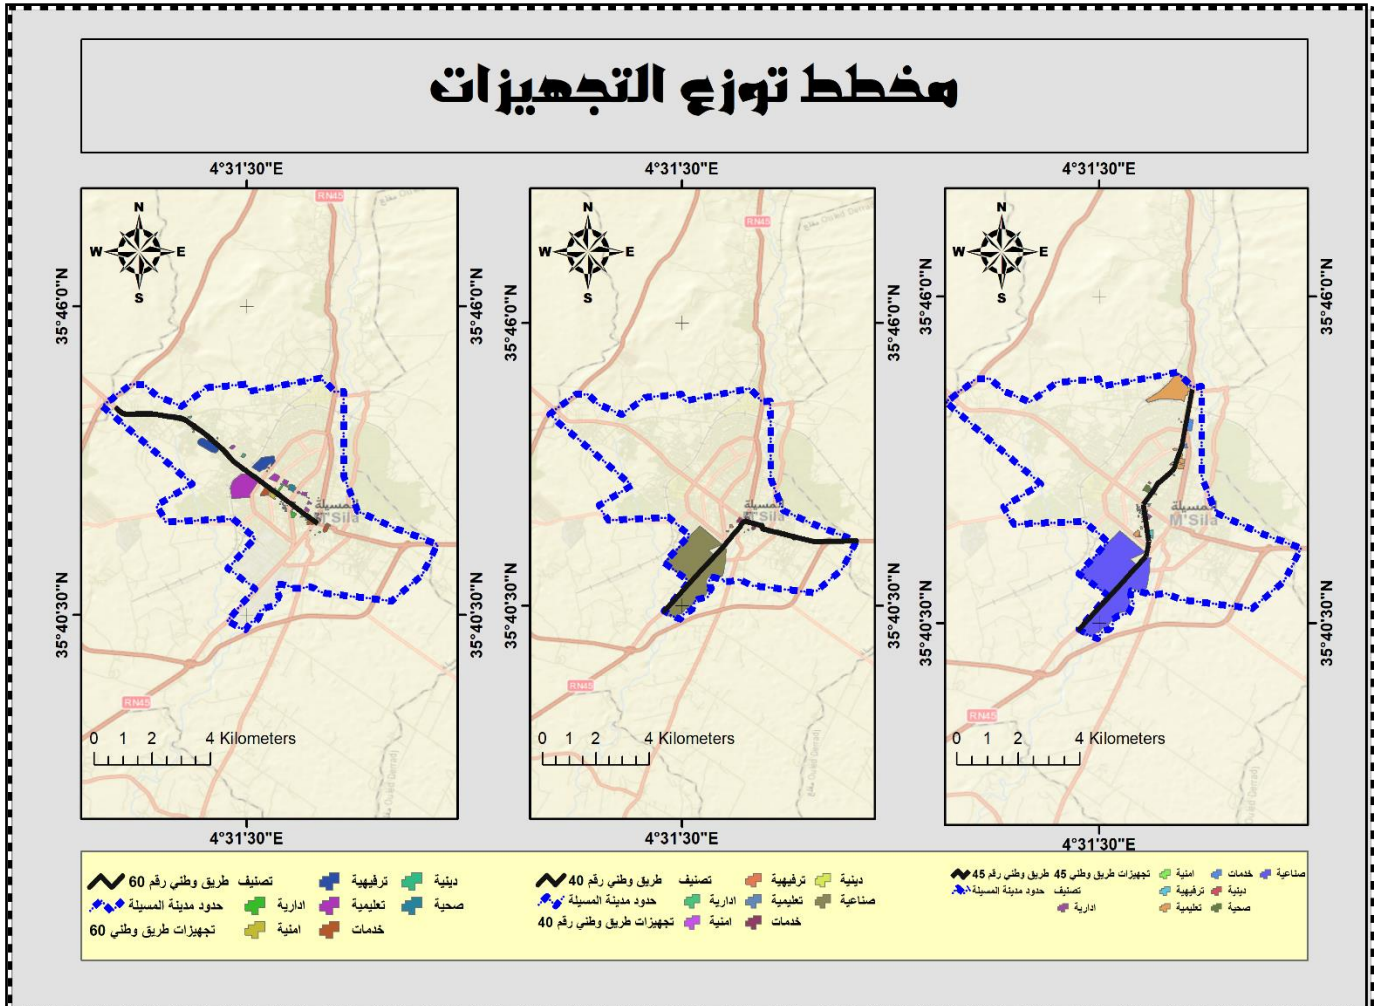 مخطط توزع التجهيزات
4°31'30"E
4°31'30"E
4°31'30"E
RN45
N
W E
S
35°46'0"N
35°46'0"N
المسيلة
M'Sila
35°40'30"N
35°40'30"N
RN45
0 1 2 4 Kilometers
4°31'30"E
RN45
N
W E
S
35°46'0"N
35°46'0"N
المسيلة
M'Sila
35°40'30"N
35°40'30"N
RN45
0 1 2 4 Kilometers
4°31'30"E
N
W E
S
35°46'0"N
35°46'0"N
المسيلة
M'Sila
35°40'30"N
35°40'30"N
RN45
0 1 2 4 Kilometers
4°31'30"E
طريق وطني رقم 60
حدود مدينة المسيلة
تجهيزات طريق وطني 60
تصنيف
ادارية
امنية
ترفيهية
تعليمية
خدمات
دينية
صحية
طريق وطني رقم 40
حدود مدينة المسيلة
تجهيزات طريق وطني رقم 40
تصنيف
ادارية
امنية
ترفيهية
تعليمية
خدمات
دينية
صناعية
طريق وطني رقم 45
حدود مدينة المسيلة
تجهيزات طريق وطني 45
تصنيف
ادارية
امنية
ترفيهية
تعليمية
خدمات
دينية
صحية
صناعية